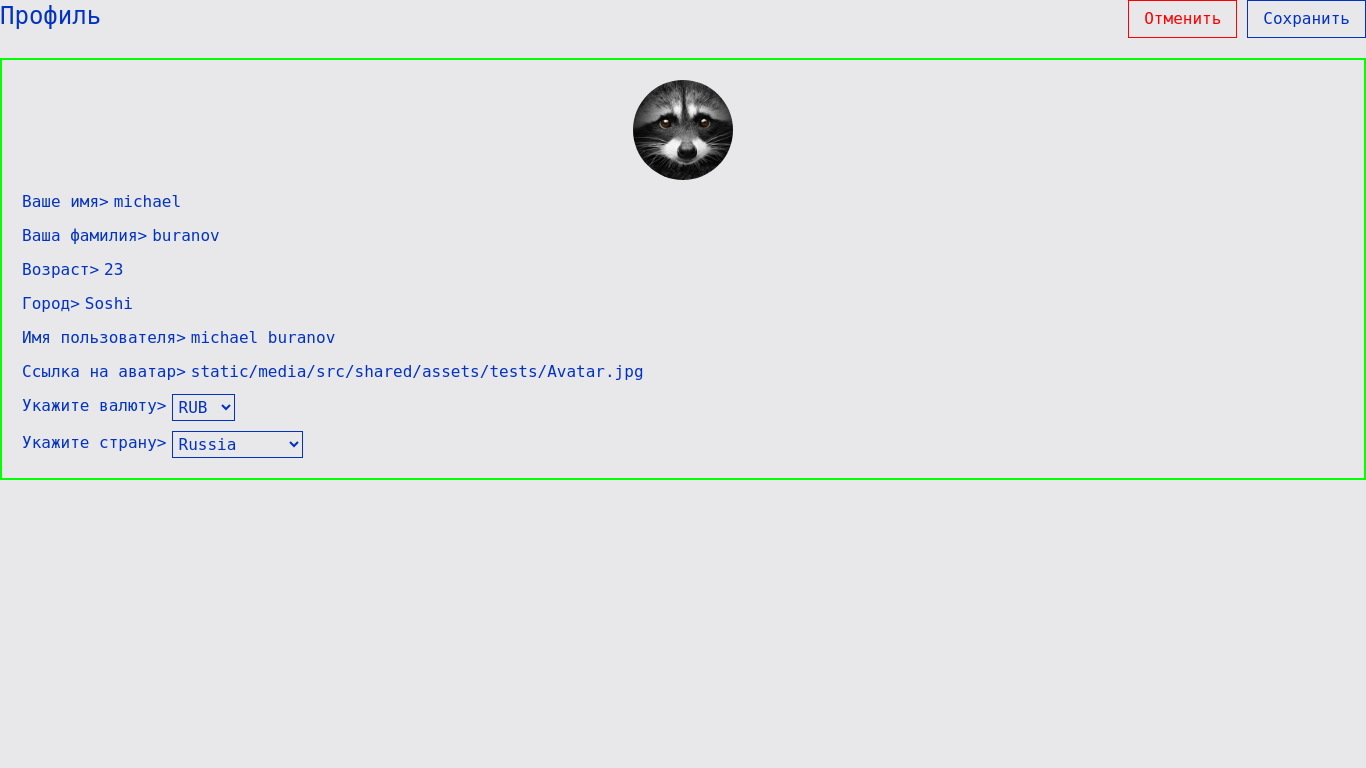 Профиль
Отменить
Сохранить
Ваше имя> michael
Ваша фамилия> buranov
Возраст> 23
Город> Soshi
Имя пользователя> michael buranov
Ссылка на аватар> static/media/src/shared/assets/tests/Avatar.jpg
Укажите валюту> RUB
Укажите страну> Russia